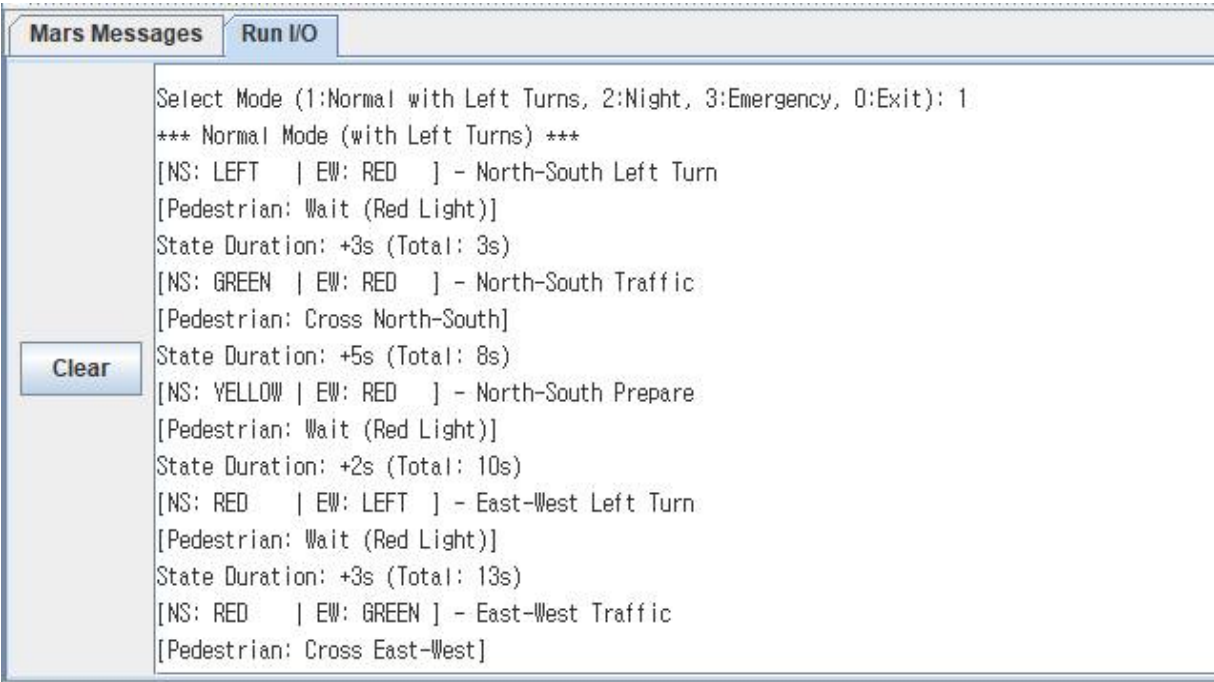 Mars Messages
Run I/O
Clear
Select Mode (1:Normal with Left Turns, 2:Night, 3:Emergency, 0:Exit): 1
*** Normal Mode (with Left Turns) ***
[NS: LEFT   | EW: RED   ] - North-South Left Turn
[Pedestrian: Wait (Red Light)]
State Duration: +3s (Total: 3s)
[NS: GREEN  | EW: RED   ] - North-South Traffic
[Pedestrian: Cross North-South]
State Duration: +5s (Total: 8s)
[NS: YELLOW | EW: RED   ] - North-South Prepare
[Pedestrian: Wait (Red Light)]
State Duration: +2s (Total: 10s)
[NS: RED    | EW: LEFT  ] - East-West Left Turn
[Pedestrian: Wait (Red Light)]
State Duration: +3s (Total: 13s)
[NS: RED    | EW: GREEN ] - East-West Traffic
[Pedestrian: Cross East-West]